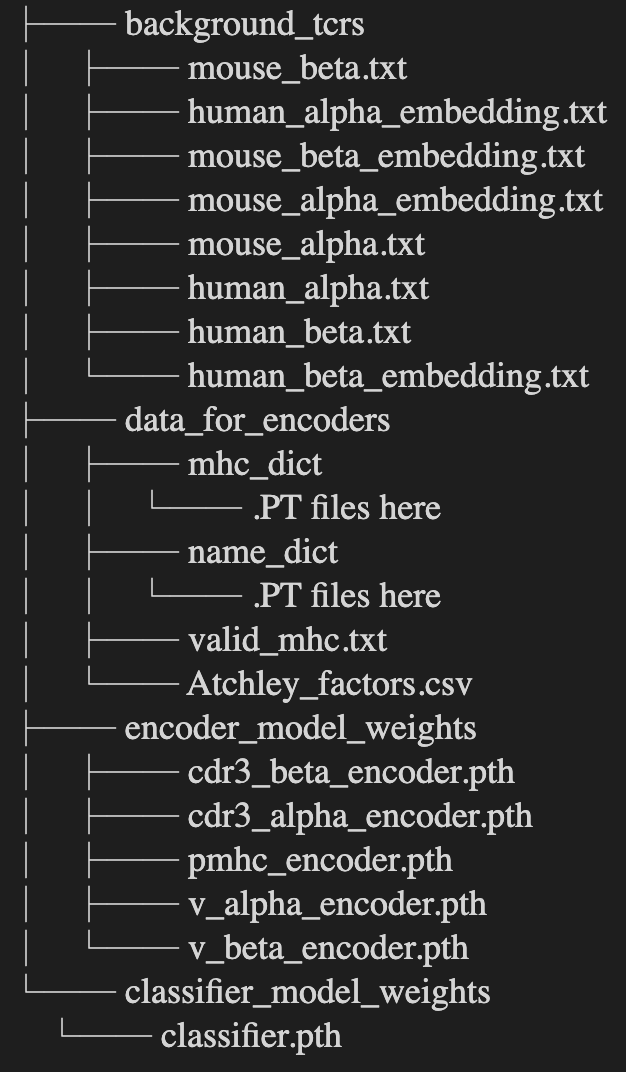 background_tcrs
mouse_beta.txt
human_alpha_embedding.txt
mouse_beta_embedding.txt
mouse_alpha_embedding.txt
mouse_alpha.txt
human_alpha.txt
human_beta.txt
human_beta_embedding.txt
data_for_encoders
mhc_dict
.PT files here
name_dict
.PT files here
valid_mhc.txt
Atchley_factors.csv
encoder_model_weights
cdr3_beta_encoder.pth
cdr3_alpha_encoder.pth
pmhc_encoder.pth
v_alpha_encoder.pth
v_beta_encoder.pth
classifier_model_weights
classifier.pth